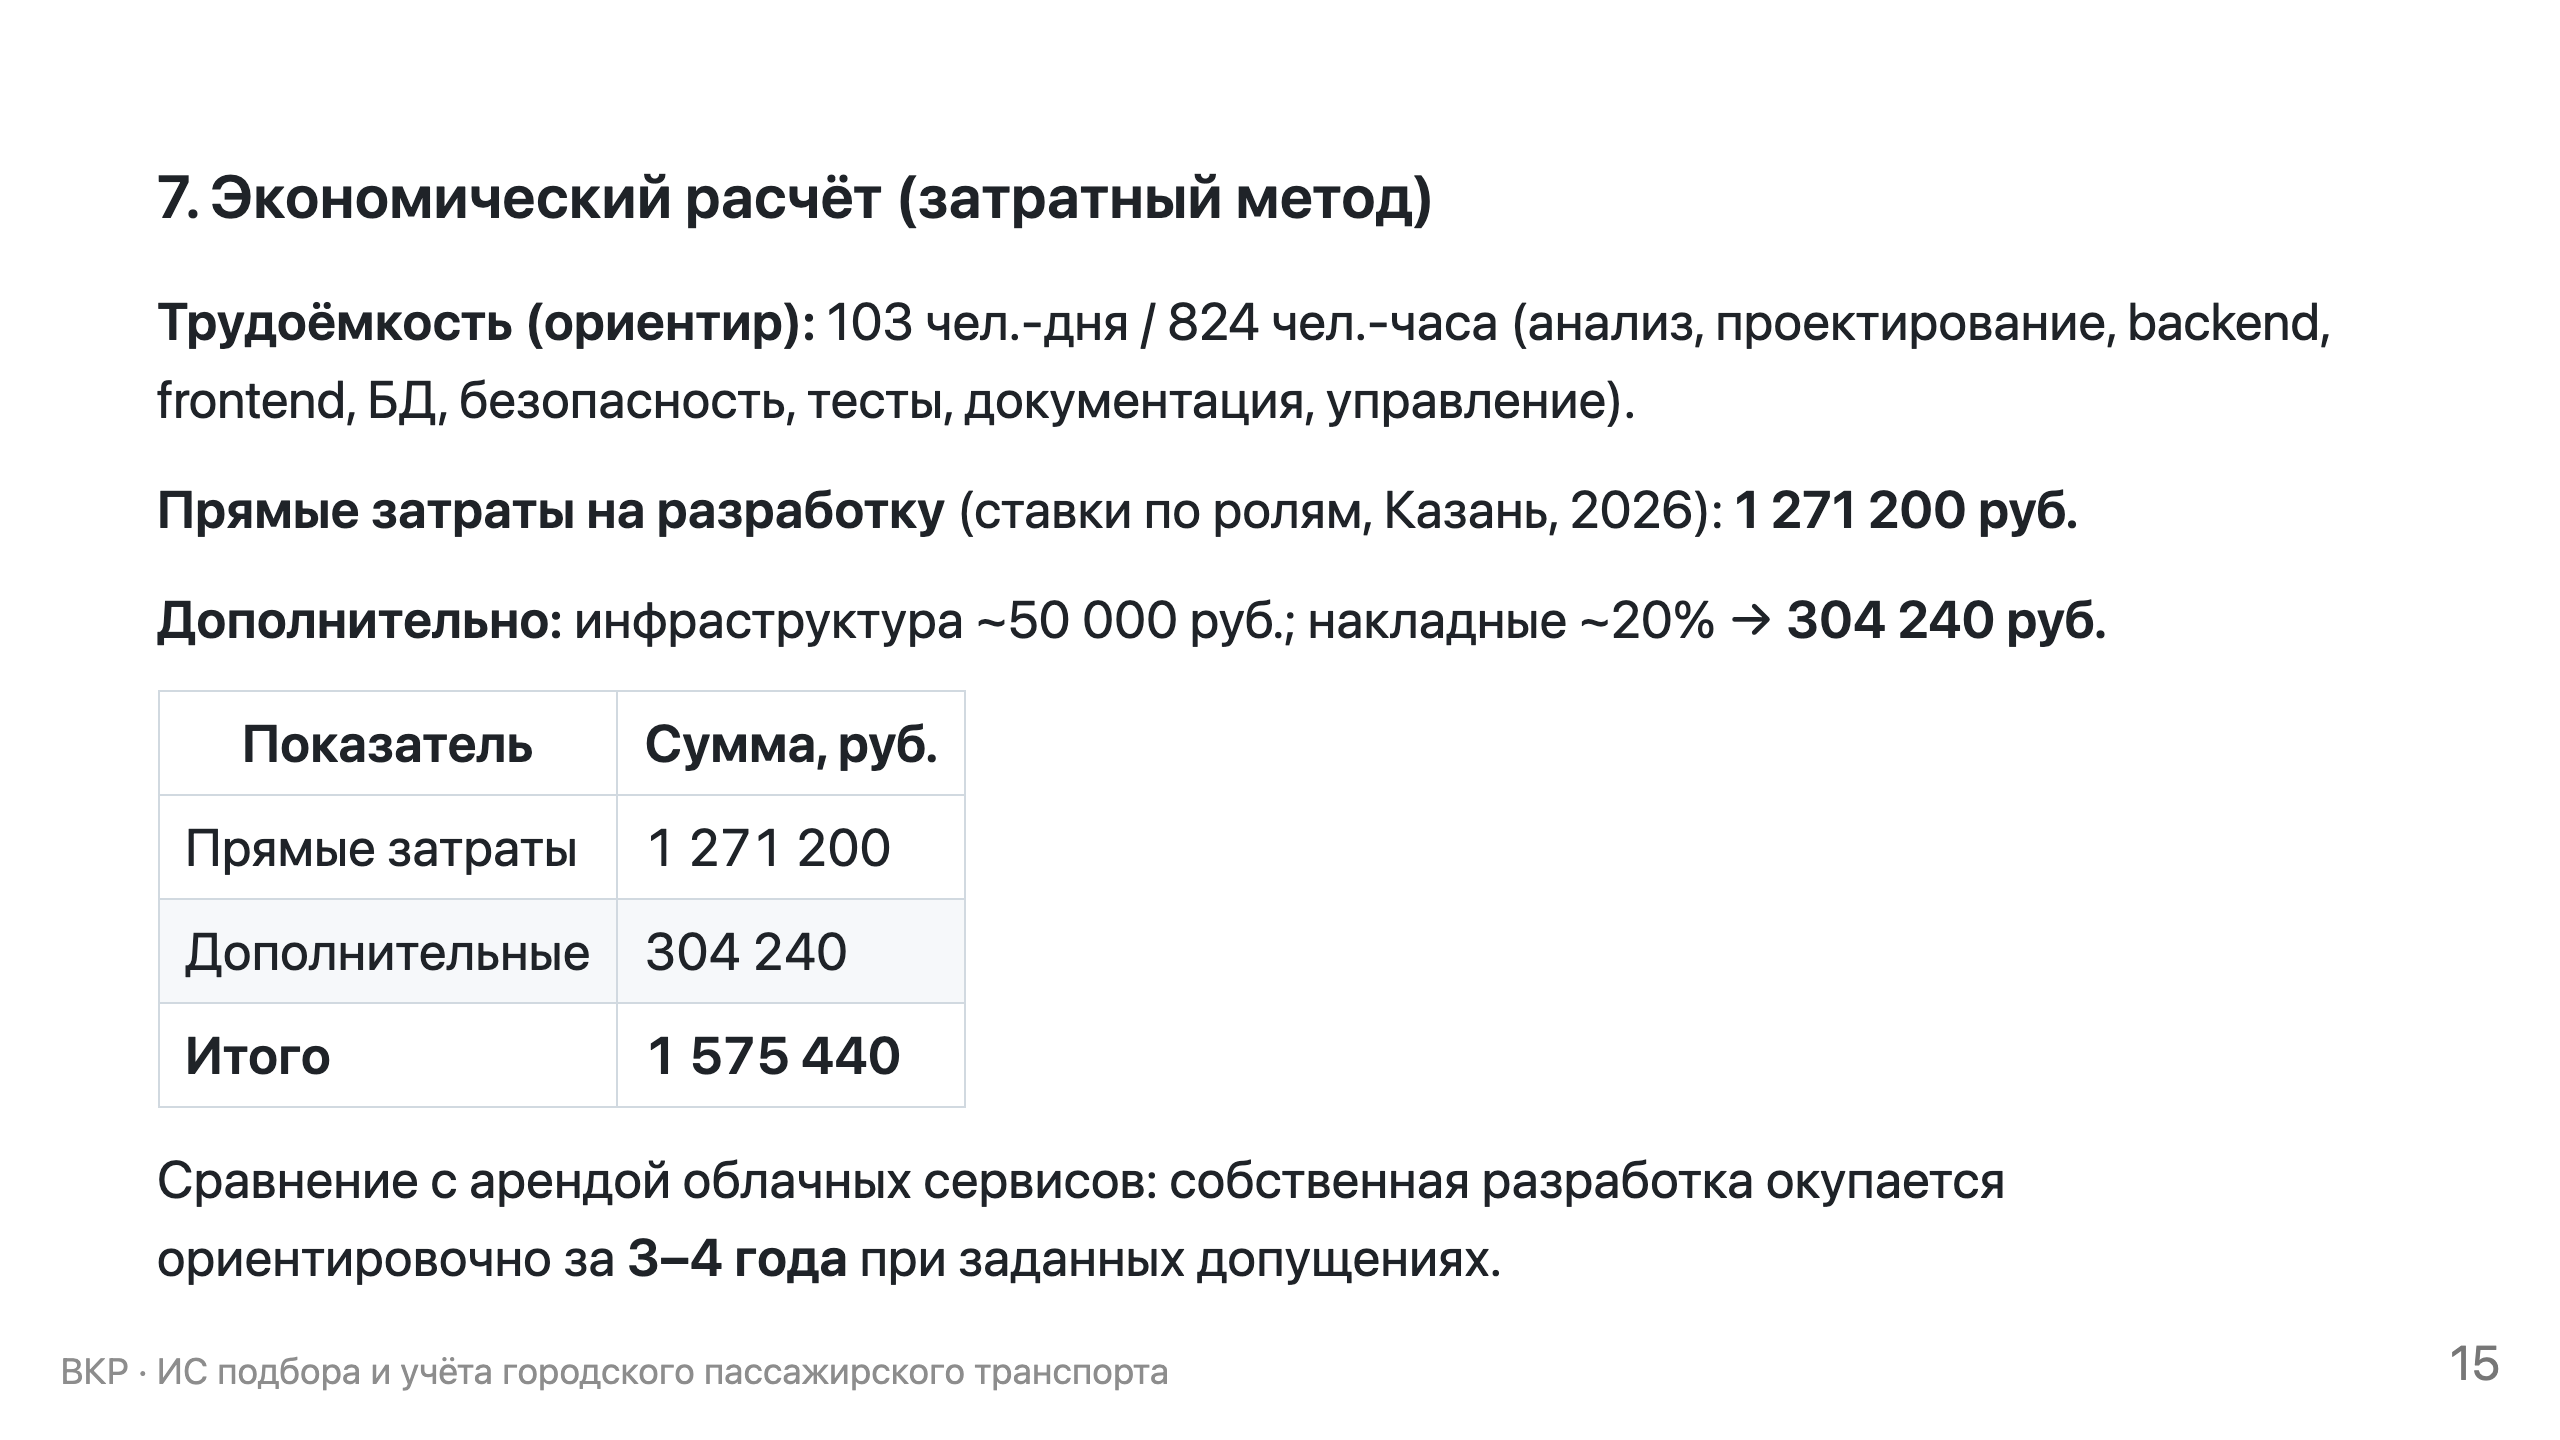 7. Экономический расчёт (затратный метод)
Трудоёмкость (ориентир): 103 чел.-дня / 824 чел.-часа (анализ, проектирование, backend,
frontend, БД, безопасность, тесты, документация, управление).
Прямые затраты на разработку (ставки по ролям, Казань, 2026): 1 271 200 руб.
Дополнительно: инфраструктура ~50 000 руб.; накладные ~20% → 304 240 руб.
Показатель Сумма, руб.
Прямые затраты 1 271 200
Дополнительные 304 240
Итого 1 575 440
Сравнение с арендой облачных сервисов: собственная разработка окупается
ориентировочно за 3–4 года при заданных допущениях.
ВКР · ИС подбора и учёта городского пассажирского транспорта
15